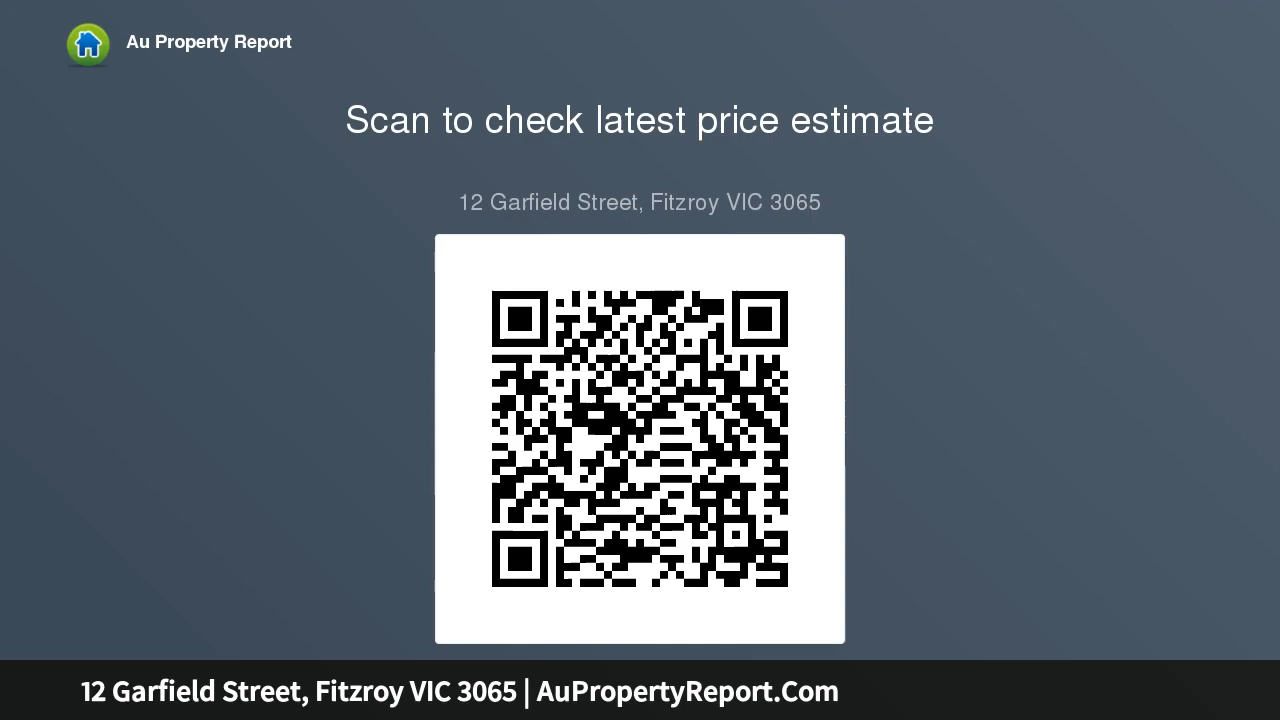 Au Property Report
Scan to check latest price estimate
12 Garfield Street, Fitzroy VIC 3065
12 Garfield Street, Fitzroy VIC 3065 | AuPropertyReport.Com